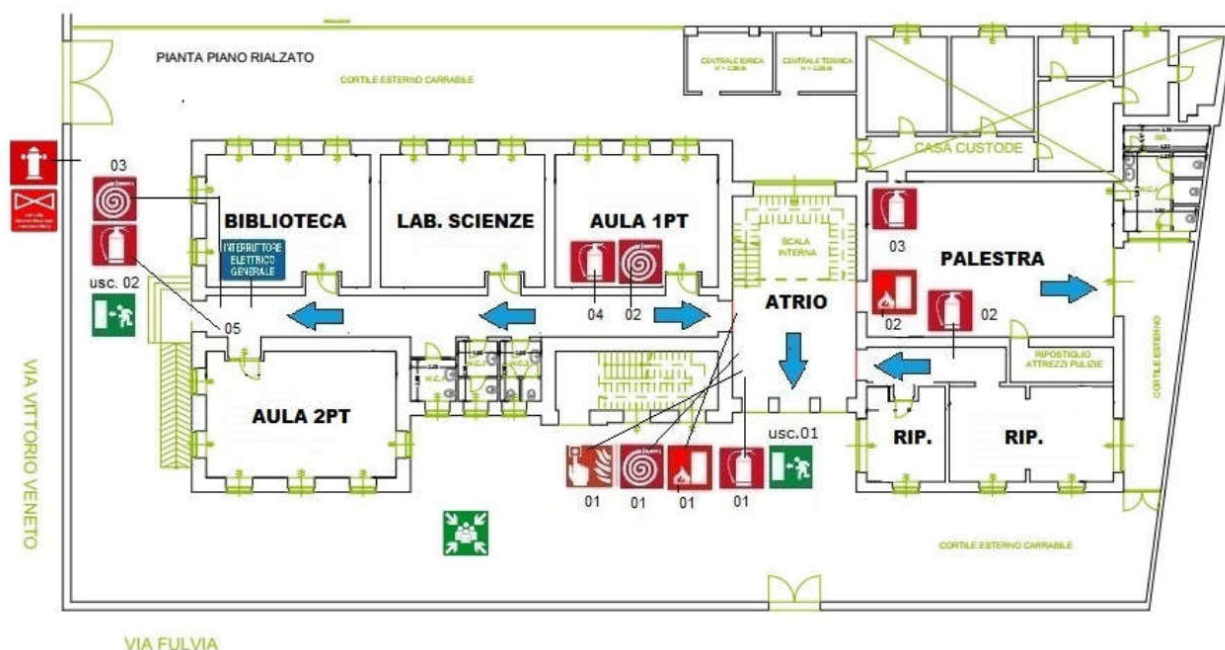 PIANTA PIANO RIALZATO
CORTILE ESTERNO CARRABILE
CENTRALE IDRICA
CENTRALE TERMICA
CASA CUSTODE
RIP.
03
BIBLIOTECA
LAB. SCIENZE
AULA 1PT
INTERRUTTORE
ELETTRICO
GENERALE
SCALA
INTERNA
03
PALESTRA
usc. 02
ATRIO
04
02
02
02
05
RIPOSTIGLIO
ATTREZZI PULIZIE
CORTILE ESTERNO
AULA 2PT
usc.01
RIP.
RIP.
01
01
01
01
VIA VITTORIO VENETO
CORTILE ESTERNO CARRABILE
VIA FULVIA